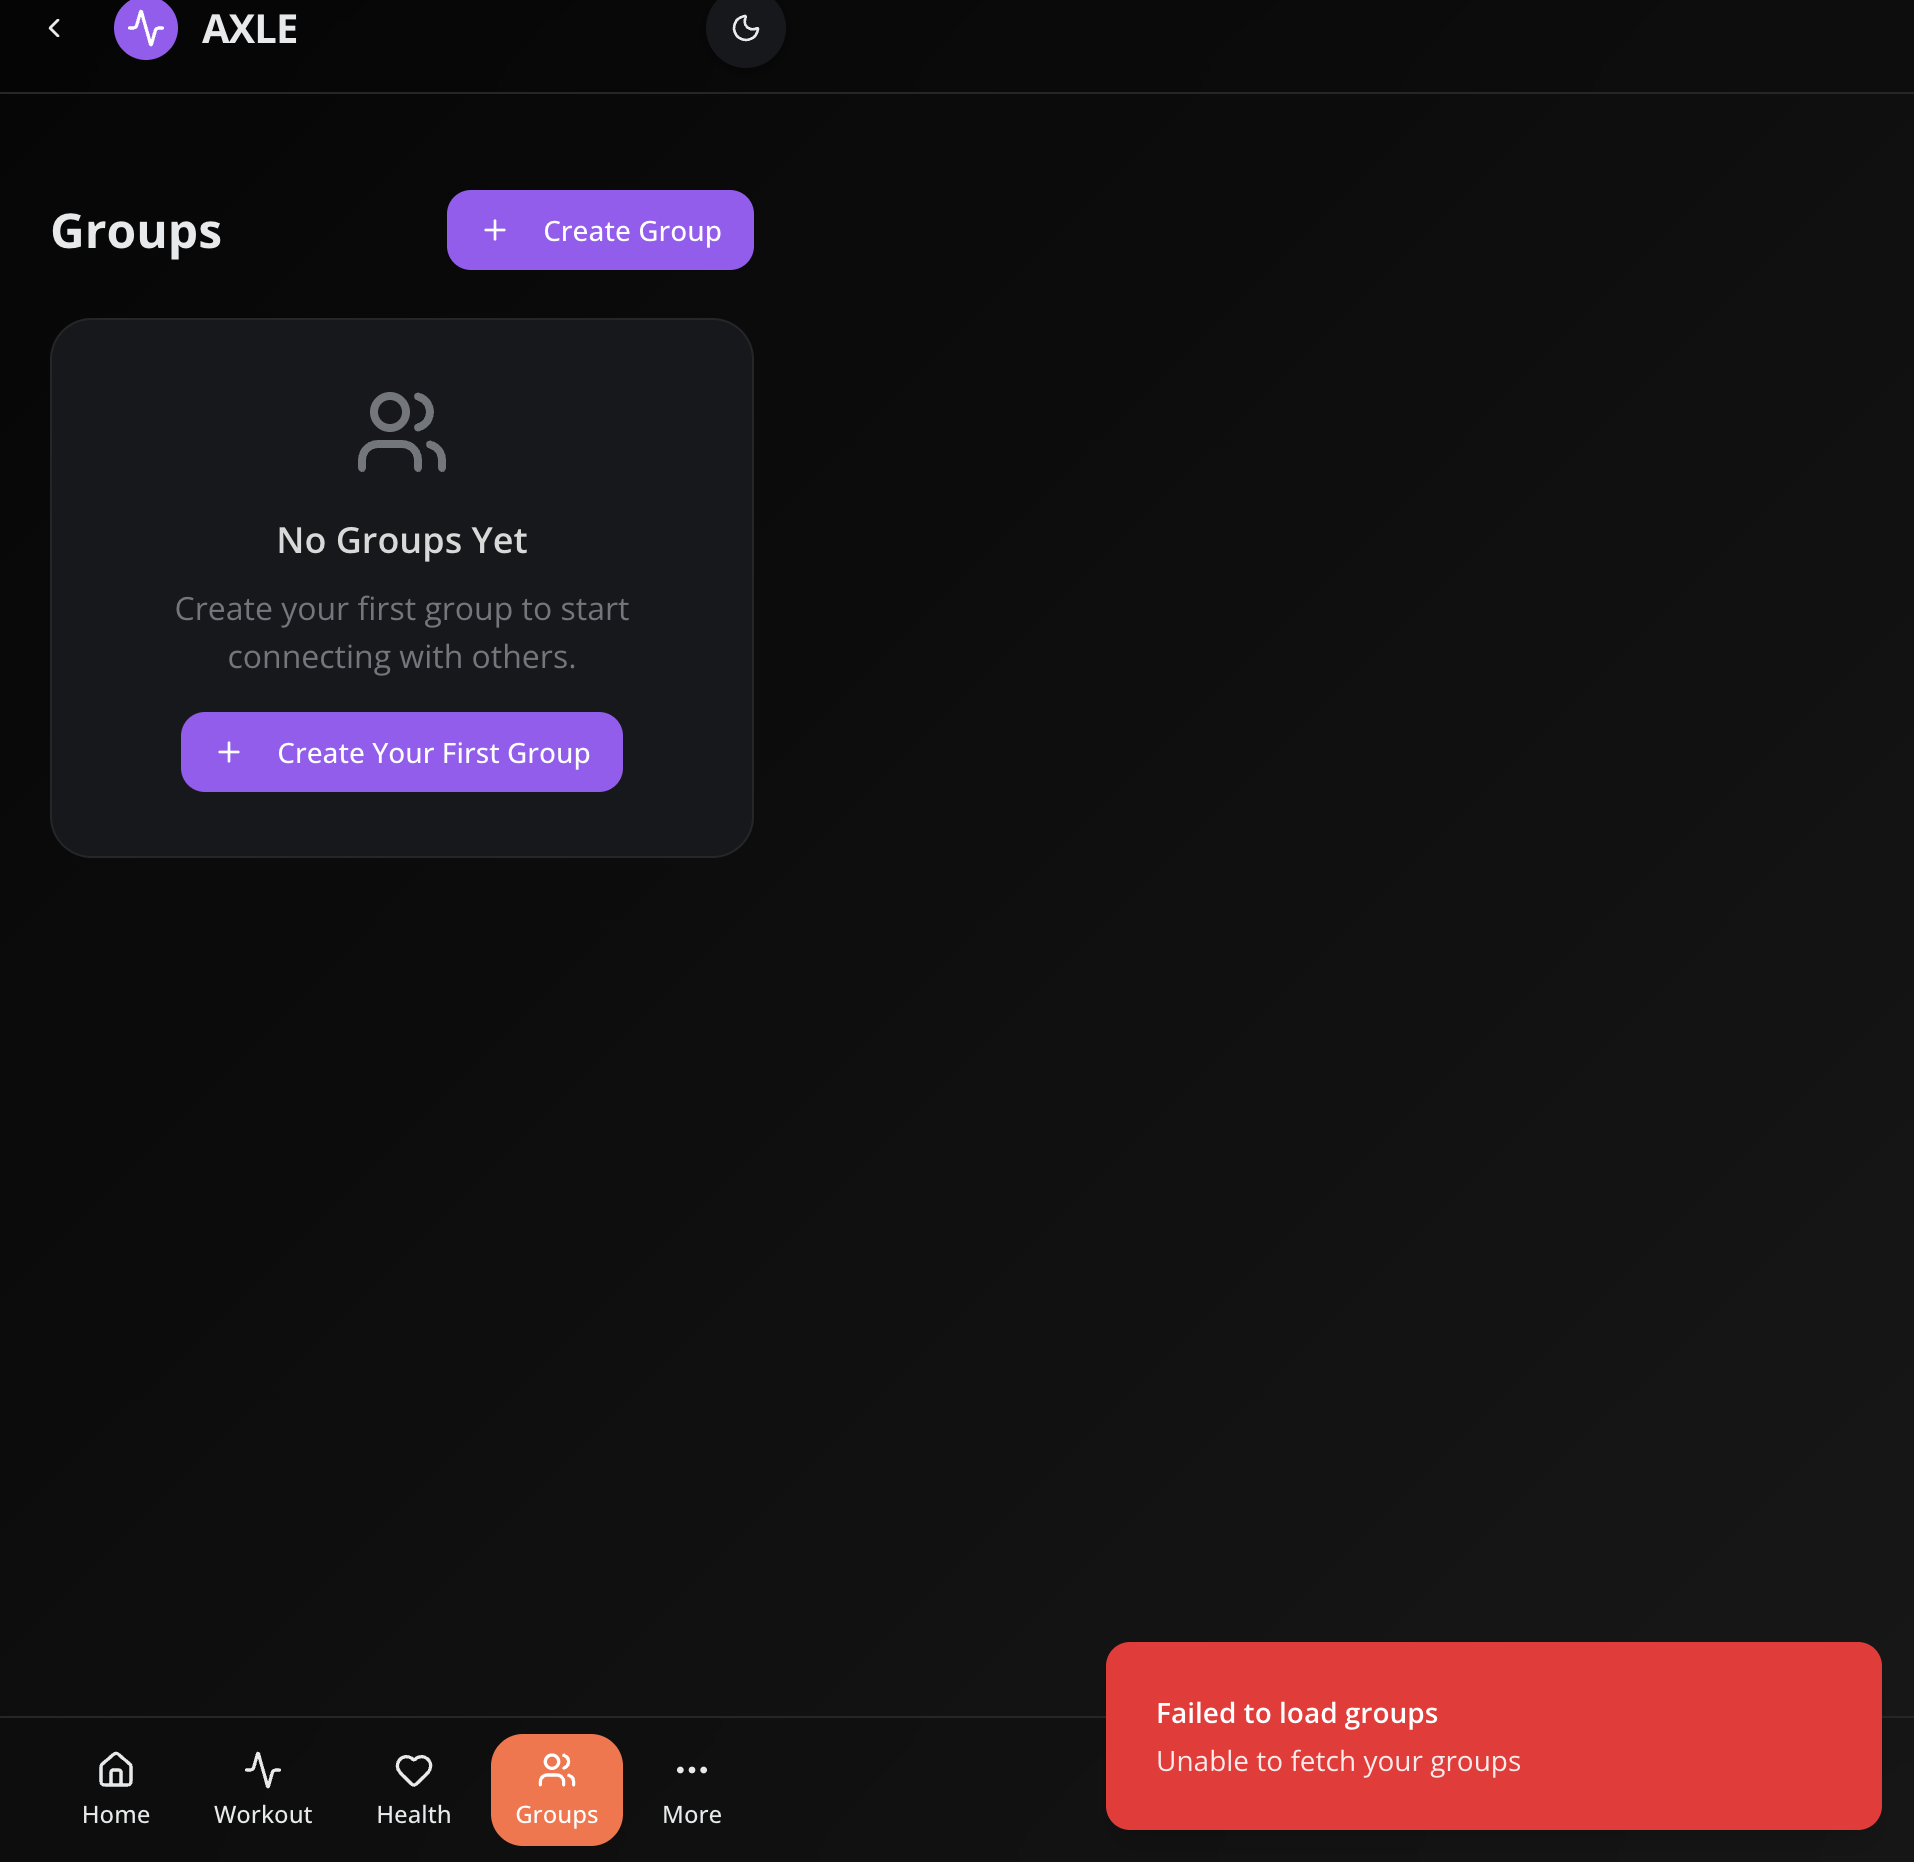 AXLE
Groups
Create Group
No Groups Yet
Create your first group to start
connecting with others.
Create Your First Group
Failed to load groups
Unable to fetch your groups
Home
Workout
Health
Groups
More